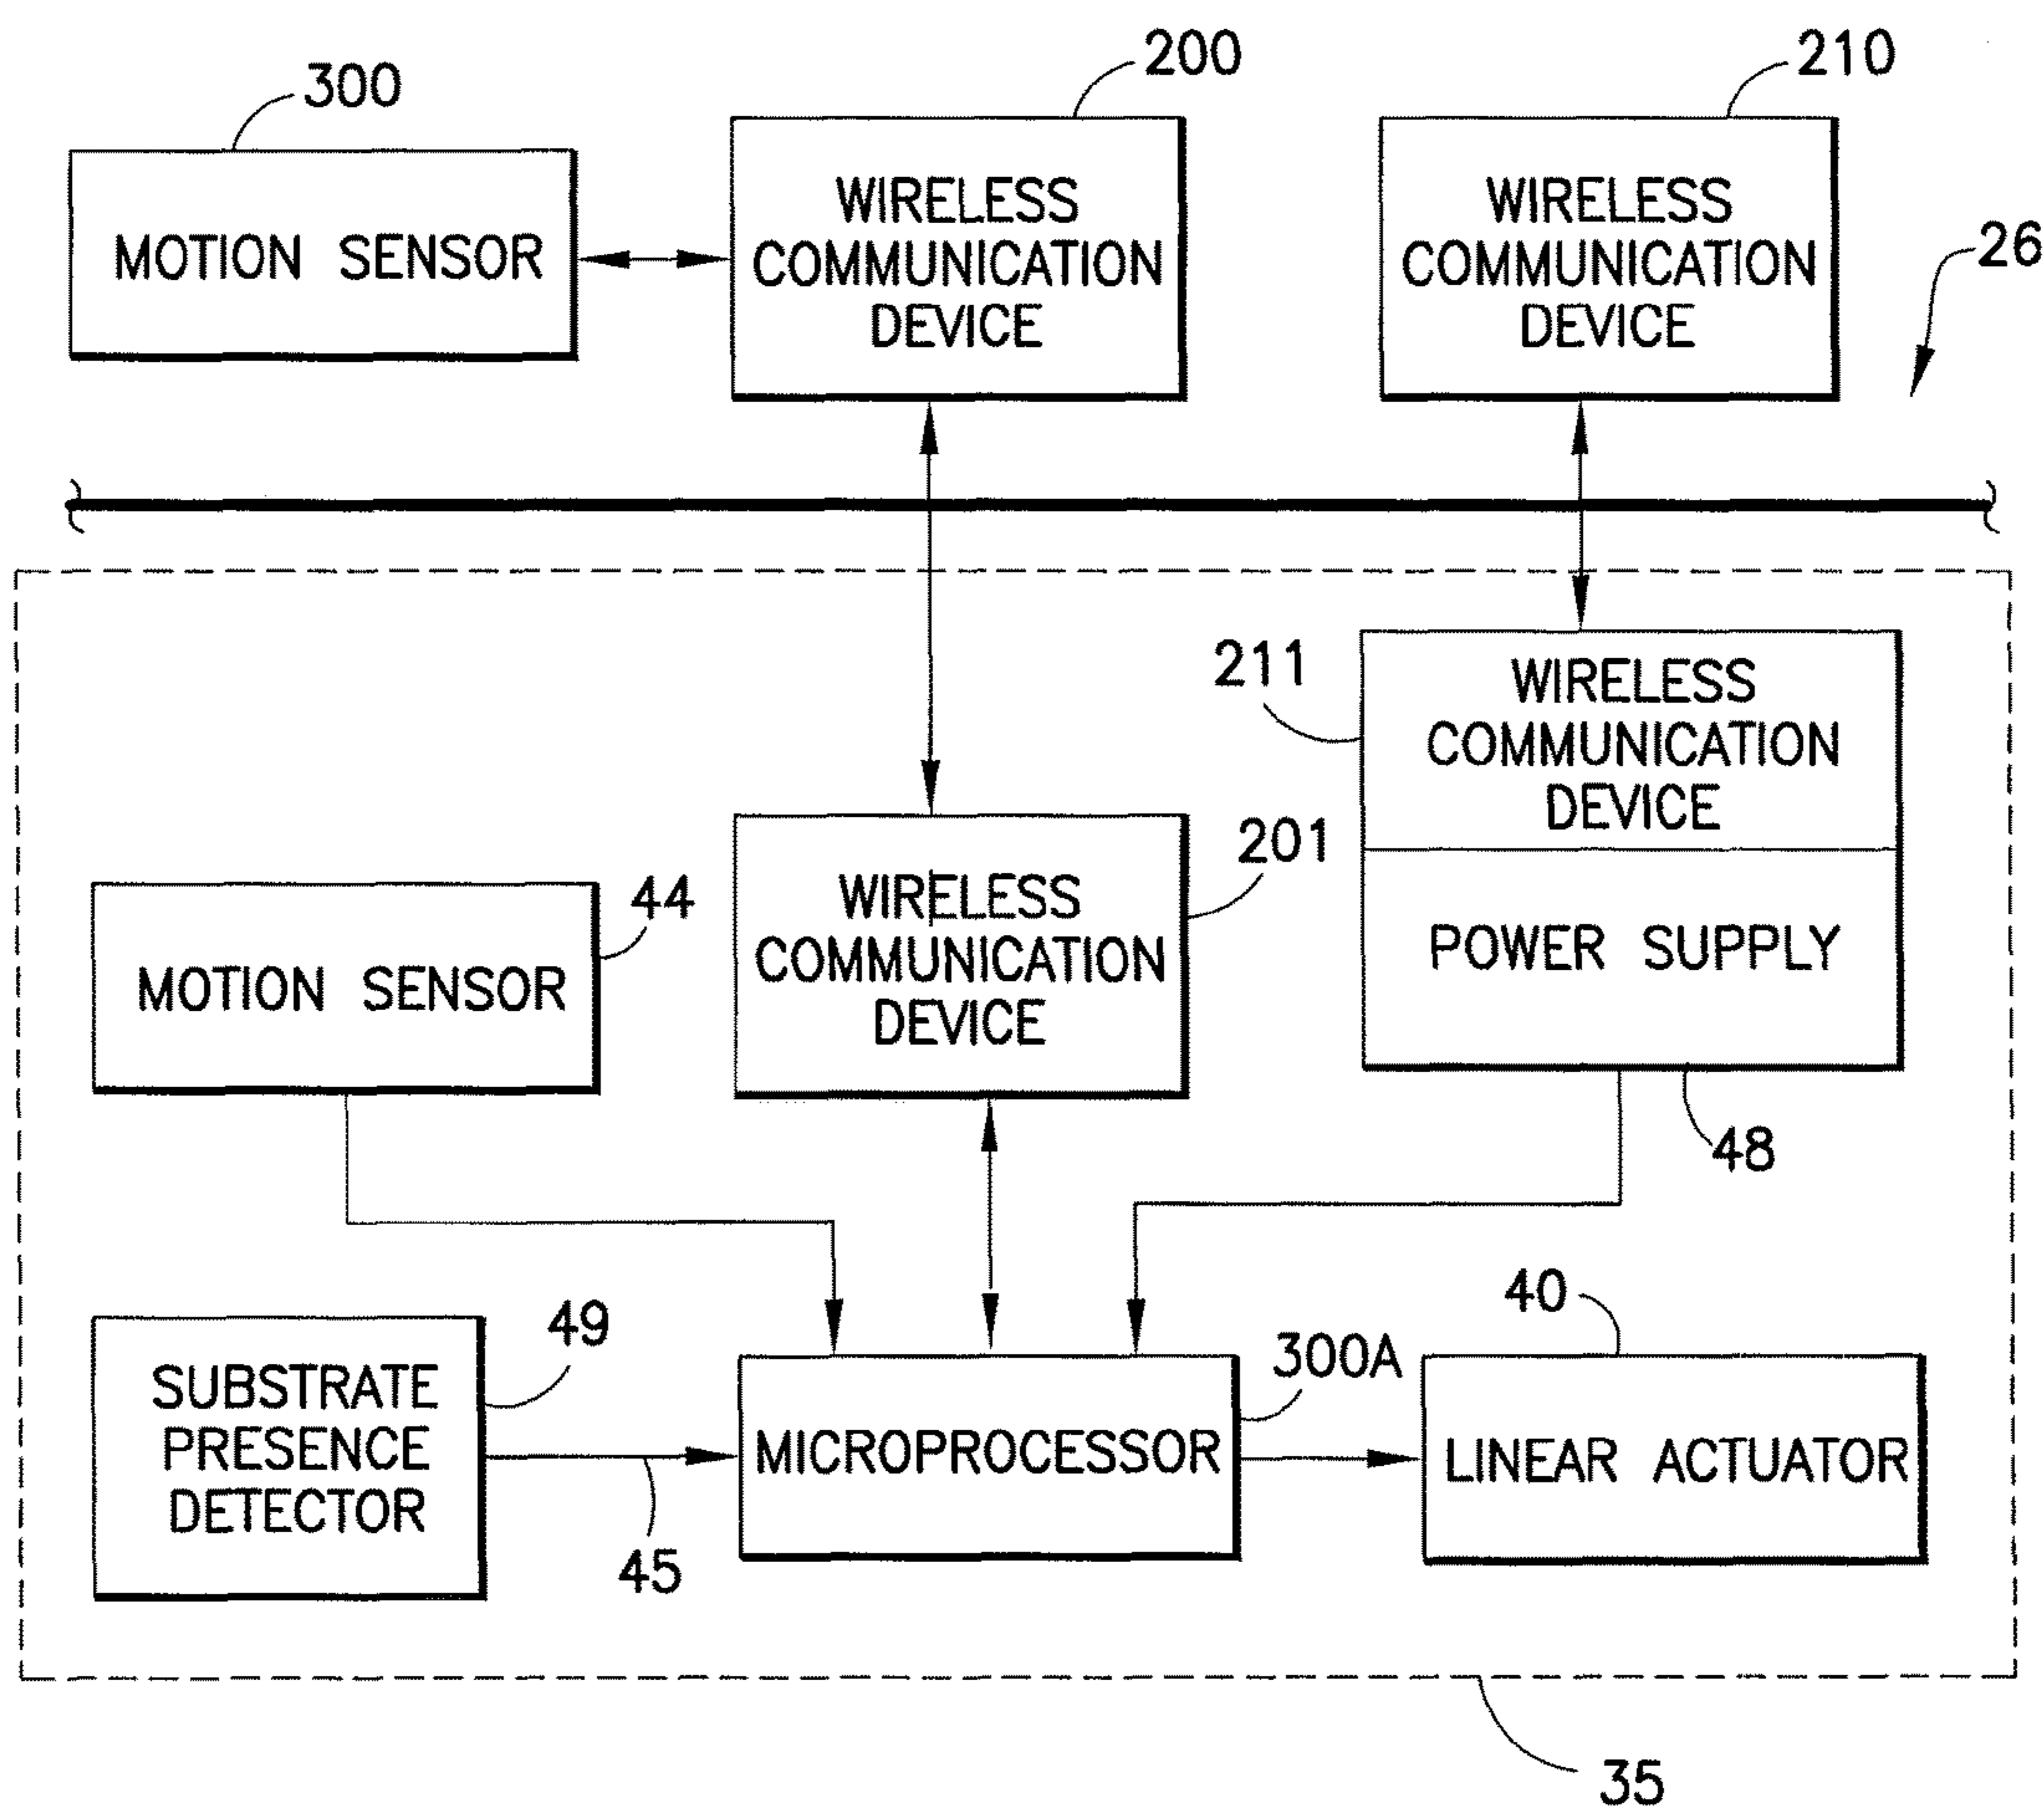 300
200
210
MOTION SENSOR
WIRELESS
COMMUNICATION
DEVICE
WIRELESS
COMMUNICATION
DEVICE
26
211
WIRELESS
COMMUNICATION
DEVICE
POWER SUPPLY
48
201
WIRELESS
COMMUNICATION
DEVICE
44
MOTION SENSOR
49
SUBSTRATE
PRESENCE
DETECTOR
45
300A
MICROPROCESSOR
40
LINEAR ACTUATOR
35